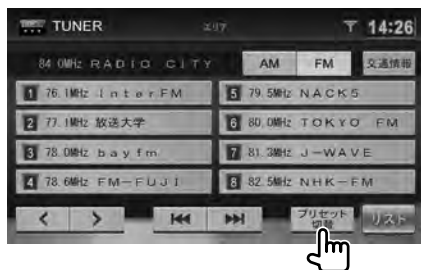 TUNER エリア 14:26
84.0MHz RADIO CITY AM FM 交通情報
1 76.1MHz InterFM 5 79.5MHz NACK5
2 77.1MHz 放送大学 6 80.0MHz TOKYO FM
3 78.0MHz bayfm 7 81.3MHz J-WAVE
4 78.6MHz FM-FUJI 8 82.5MHz NHK-FM
プリセット
切替 リスト